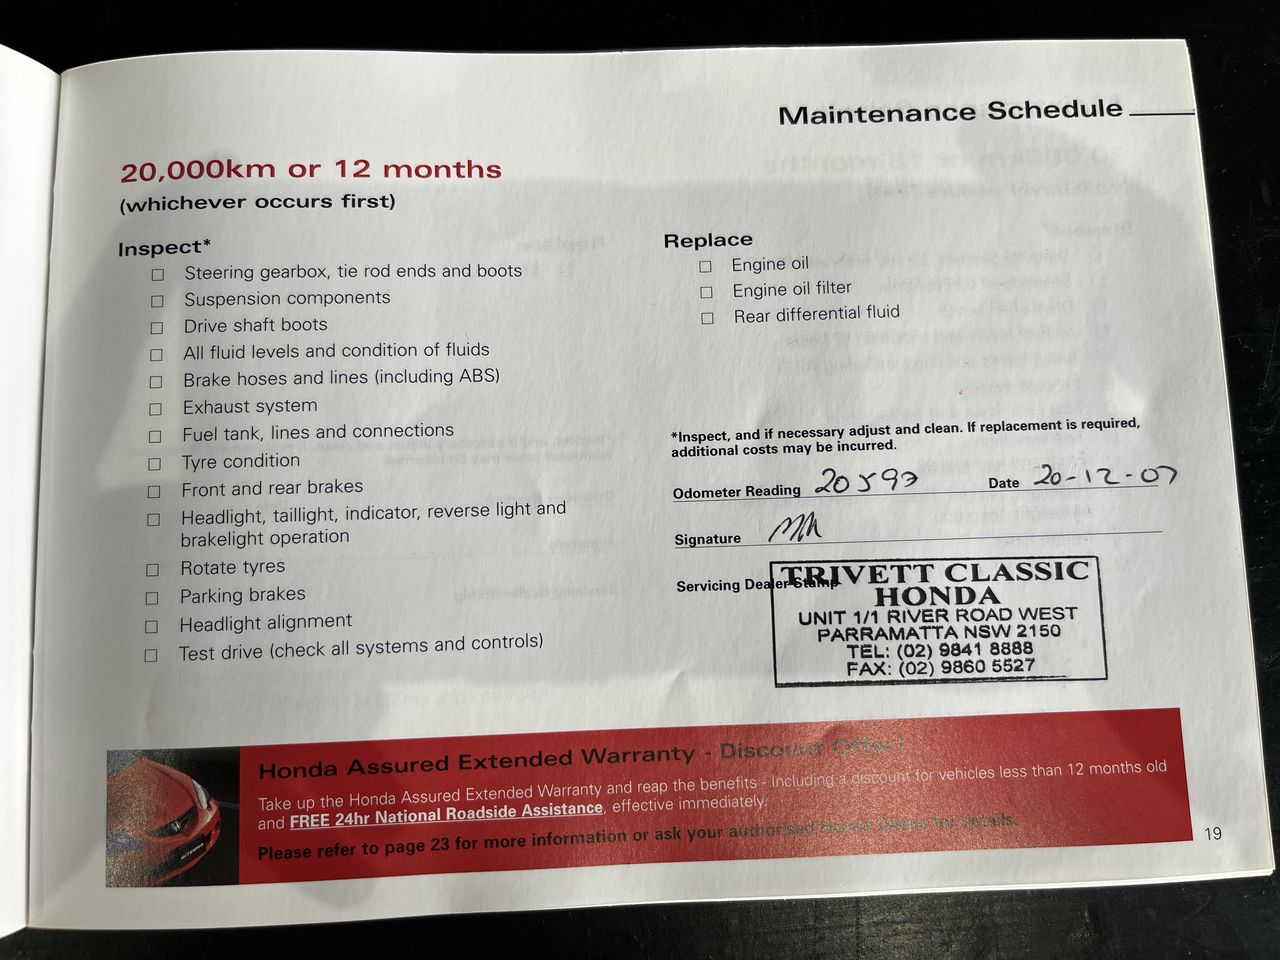 Maintenance Schedule
20,000km or 12 months
(whichever occurs first)
Inspect*
☐ Steering gearbox, tie rod ends and boots
☐ Suspension components
☐ Drive shaft boots
☐ All fluid levels and condition of fluids
☐ Brake hoses and lines (including ABS)
☐ Exhaust system
☐ Fuel tank, lines and connections
☐ Tyre condition
☐ Front and rear brakes
☐ Headlight, taillight, indicator, reverse light and
brakelight operation
☐ Rotate tyres
☐ Parking brakes
☐ Headlight alignment
☐ Test drive (check all systems and controls)
Replace
☐ Engine oil
☐ Engine oil filter
☐ Rear differential fluid
*Inspect, and if necessary adjust and clean. If replacement is required,
additional costs may be incurred.
Odometer Reading 20597 Date 20-12-07
Signature
Servicing Dealer Stamp
TRIVETT CLASSIC
HONDA
UNIT 1/1 RIVER ROAD WEST
PARRAMATTA NSW 2150
TEL: (02) 9841 8888
FAX: (02) 9860 5527
Honda Assured Extended Warranty - Discount Offer!
Take up the Honda Assured Extended Warranty and reap the benefits - Including a discount for vehicles less than 12 months old
and FREE 24hr National Roadside Assistance, effective immediately.
Please refer to page 23 for more information or ask your authorised Honda Dealer for details.
19